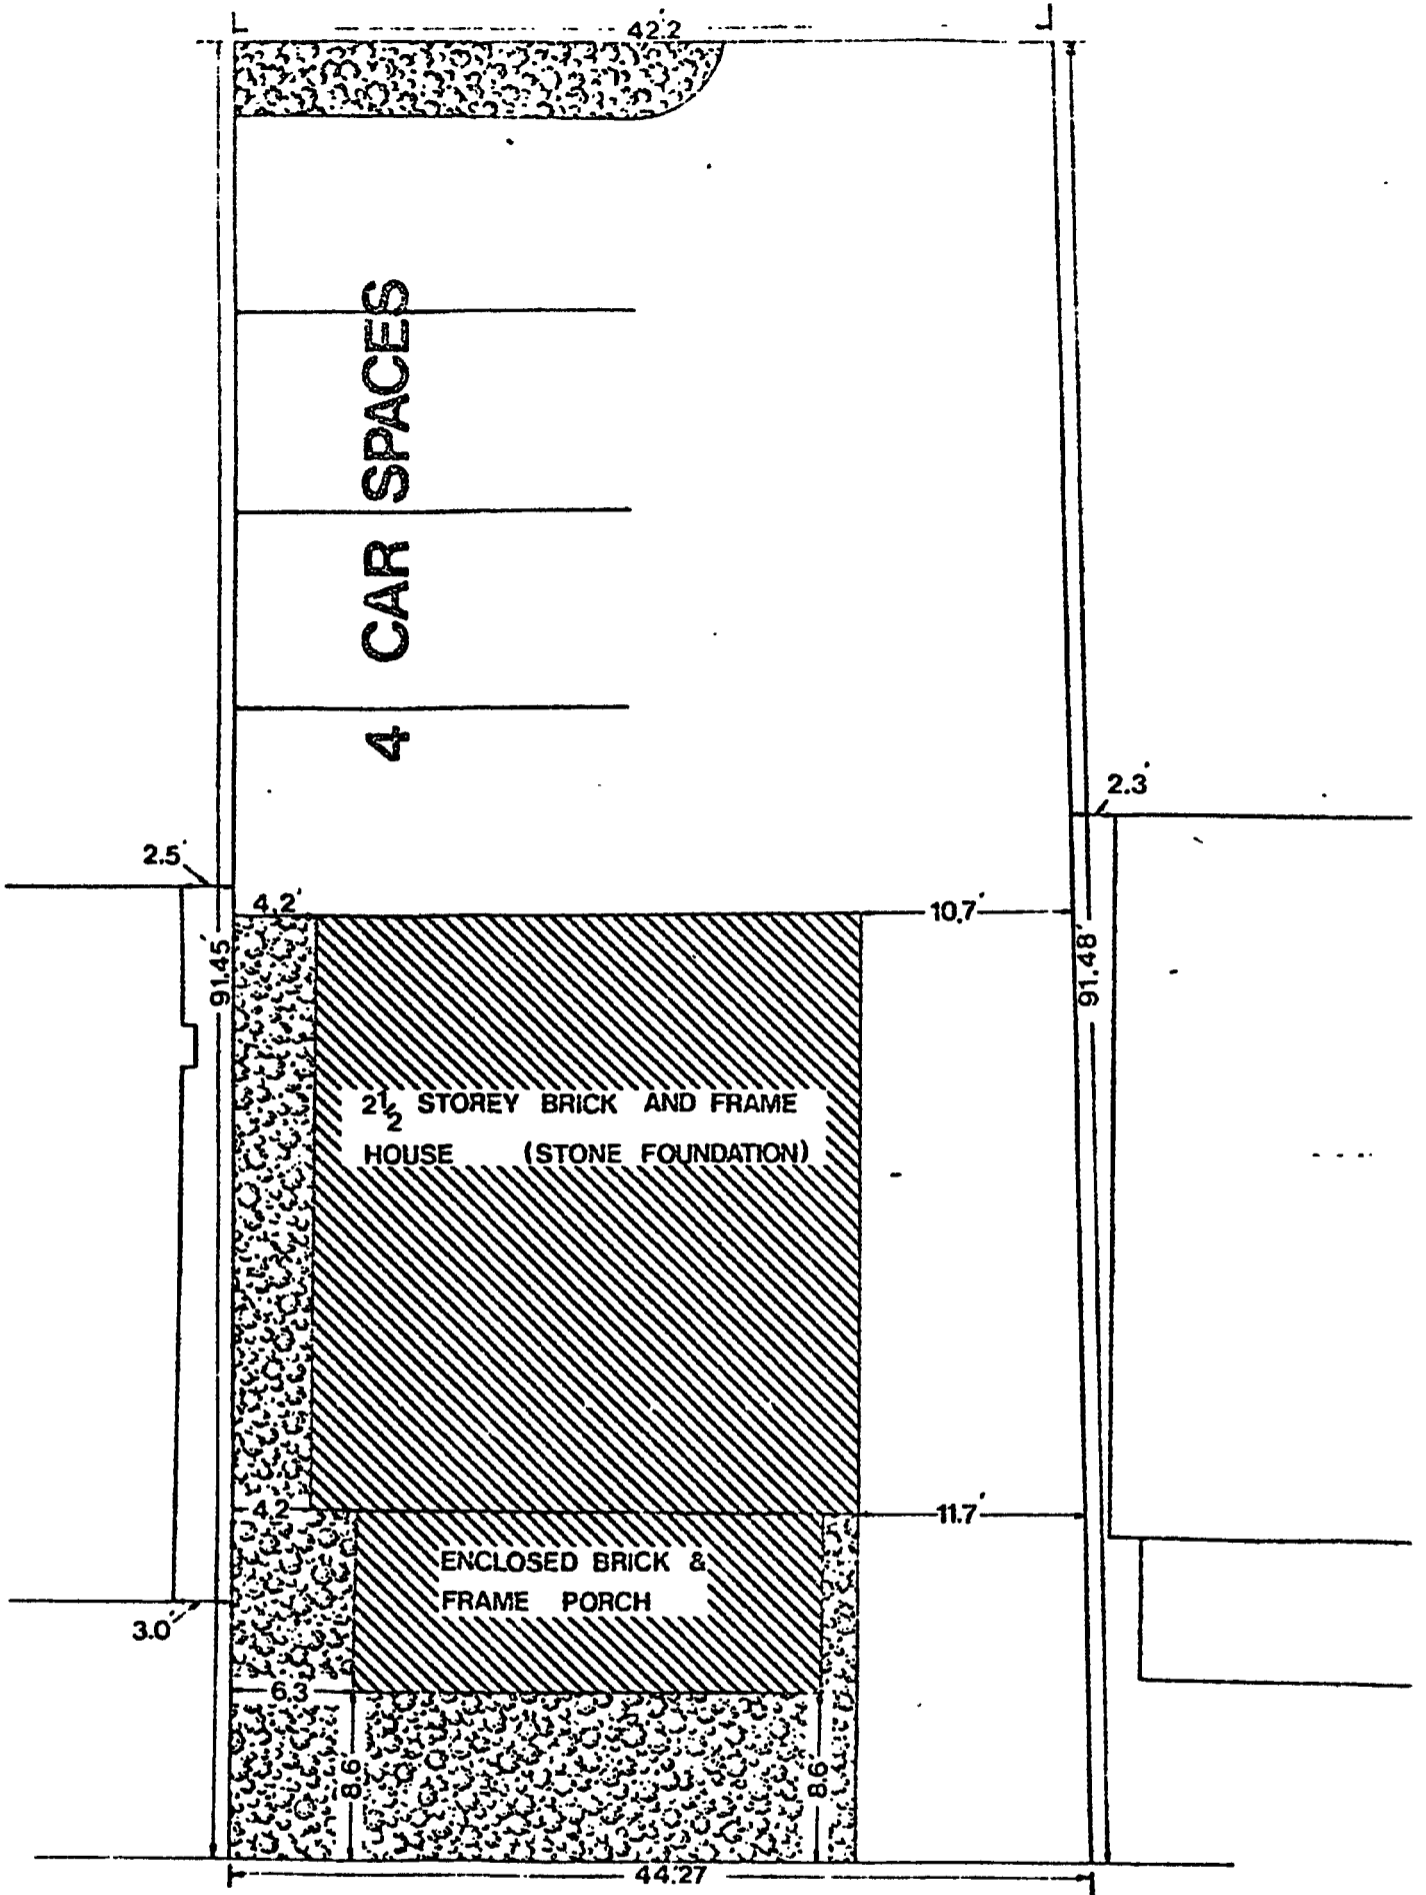 42'.2
4 CAR SPACES
2.3'
2.5'
4.2'
10.7'
91.45'
91.48'
2½ STOREY BRICK AND FRAME
HOUSE (STONE FOUNDATION)
4.2
11.7'
ENCLOSED BRICK &
FRAME PORCH
3.0'
6.3
8.6'
8.6
44.27